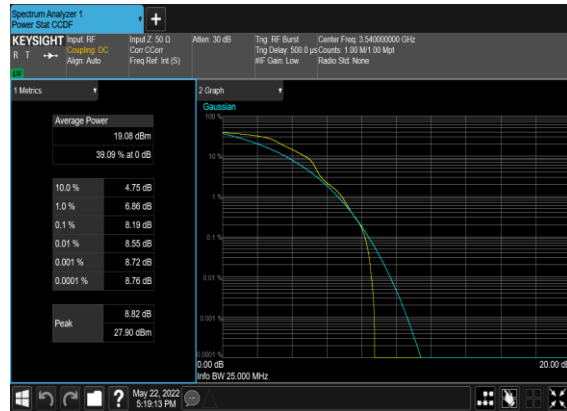 Spectrum Analyzer 1
Power Stat CCDF
KEYSIGHT
R T
LV
Input: RF
Coupling: DC
Align: Auto
Input Z: 50 Ω
Corr CCorr
Freq Ref: Int (S)
Atten: 30 dB
Trig: RF Burst
Trig Delay: 500.0 µs
#IF Gain: Low
Center Freq: 3.540000000 GHz
Counts: 1.00 M/1.00 Mpt
Radio Std: None
1 Metrics
Average Power
19.08 dBm
39.09 % at 0 dB
10.0 % 4.75 dB
1.0 % 6.86 dB
0.1 % 8.19 dB
0.01 % 8.55 dB
0.001 % 8.72 dB
0.0001 % 8.76 dB
Peak 8.82 dB
27.90 dBm
2 Graph
Gaussian
100 %
10 %
1 %
0.1 %
0.01 %
0.001 %
0.0001 %
0.00 dB
20.00 dB
Info BW 25.000 MHz
?
May 22, 2022
5:19:13 PM